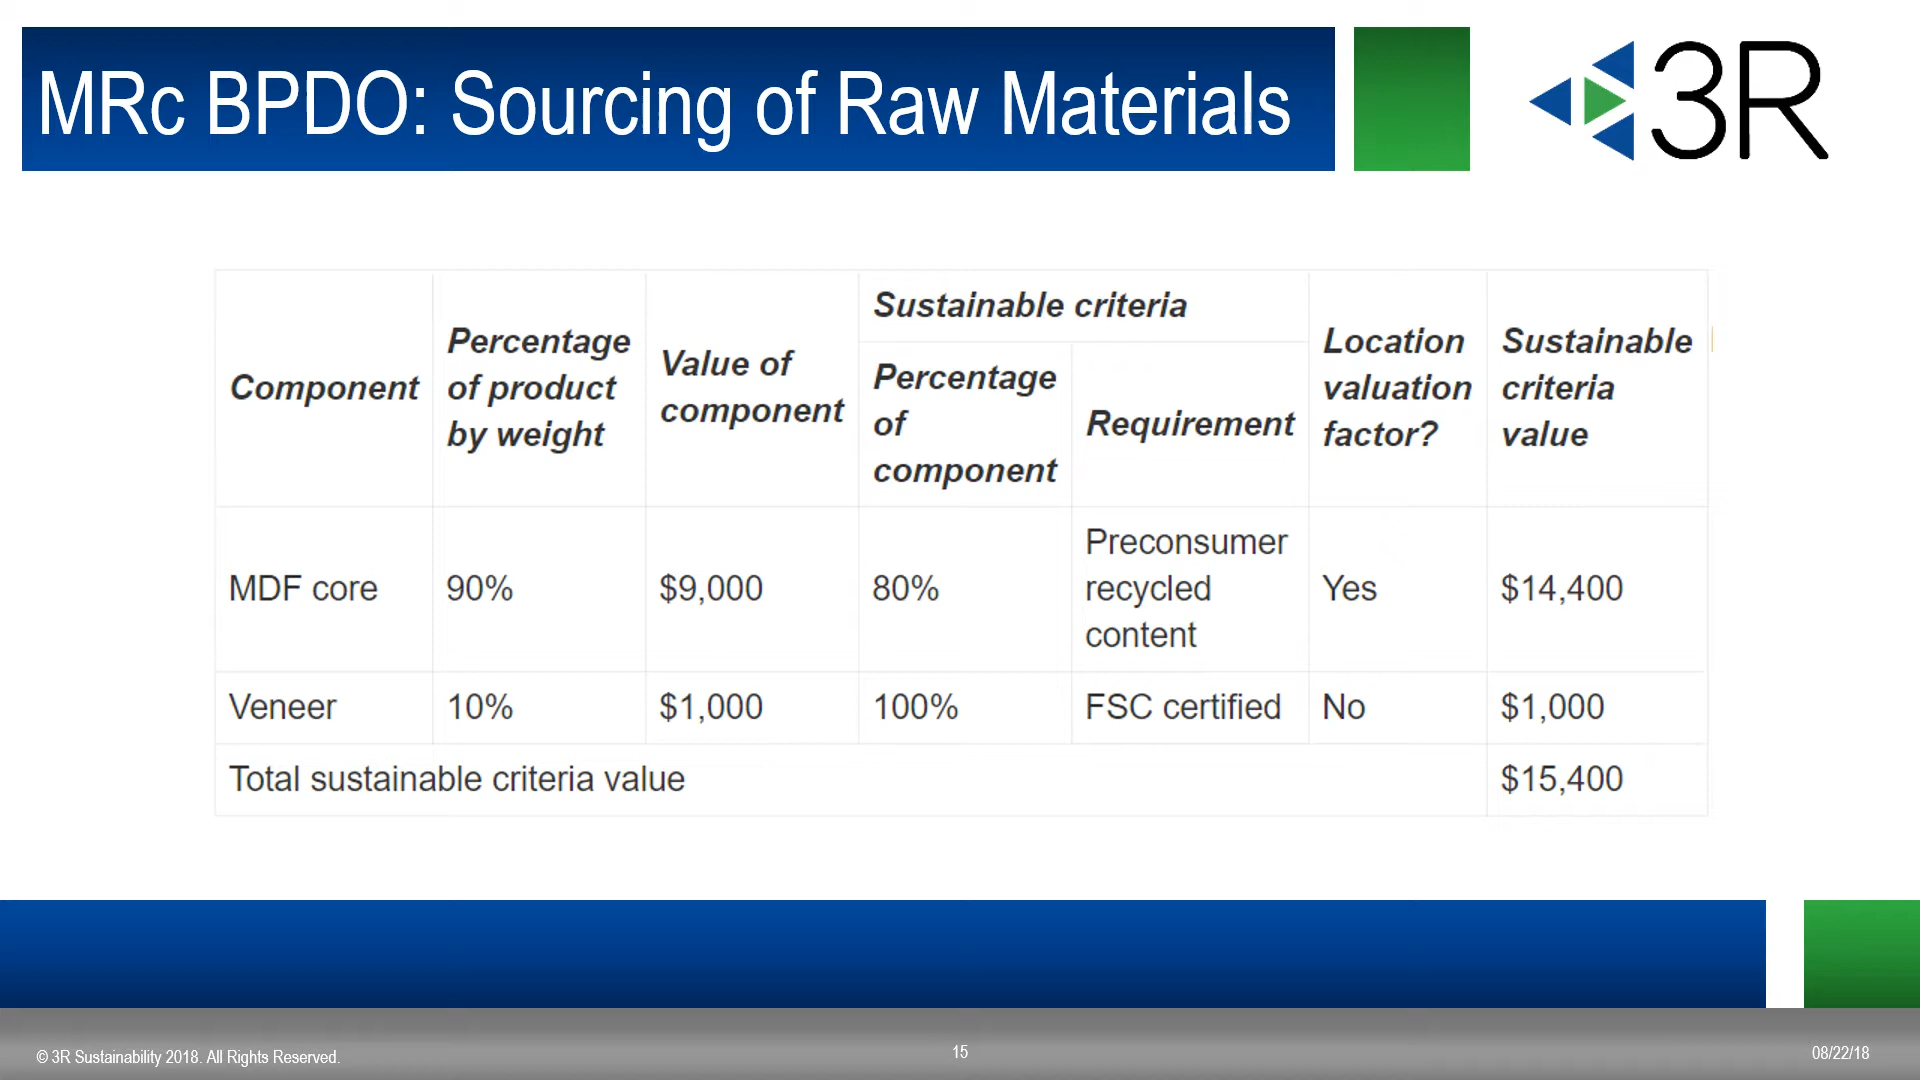 MRc BPDO: Sourcing of Raw Materials
3R
Component
Percentage
of product
by weight
Value of
component
Sustainable criteria
Percentage
of
component
Requirement
Location
valuation
factor?
Sustainable
criteria
value
MDF core
90%
$9,000
80%
Preconsumer
recycled
content
Yes
$14,400
Veneer
10%
$1,000
100%
FSC certified
No
$1,000
Total sustainable criteria value
$15,400
© 3R Sustainability 2018. All Rights Reserved.
15
08/22/18